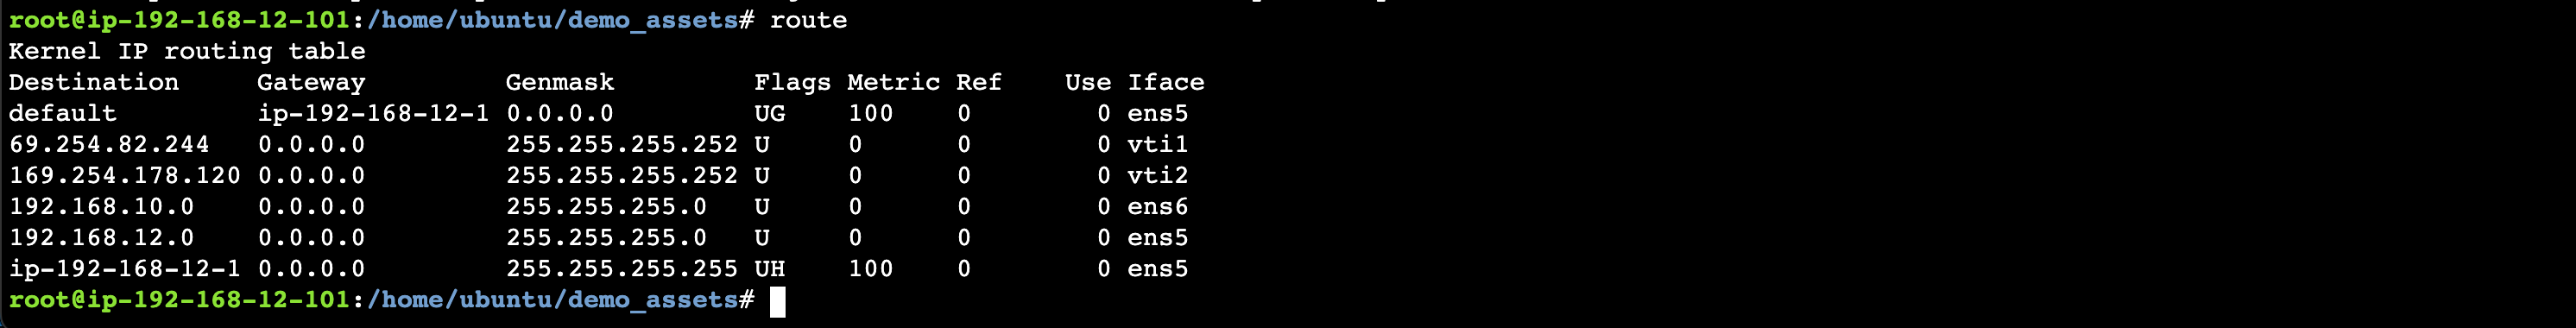 root@ip-192-168-12-101:/home/ubuntu/demo_assets# route
Kernel IP routing table
Destination     Gateway         Genmask         Flags Metric Ref    Use Iface
default         ip-192-168-12-1 0.0.0.0         UG    100    0        0 ens5
69.254.82.244   0.0.0.0         255.255.255.252 U     0      0        0 vti1
169.254.178.120 0.0.0.0         255.255.255.252 U     0      0        0 vti2
192.168.10.0    0.0.0.0         255.255.255.0   U     0      0        0 ens6
192.168.12.0    0.0.0.0         255.255.255.0   U     0      0        0 ens5
ip-192-168-12-1 0.0.0.0         255.255.255.255 UH    100    0        0 ens5
root@ip-192-168-12-101:/home/ubuntu/demo_assets#